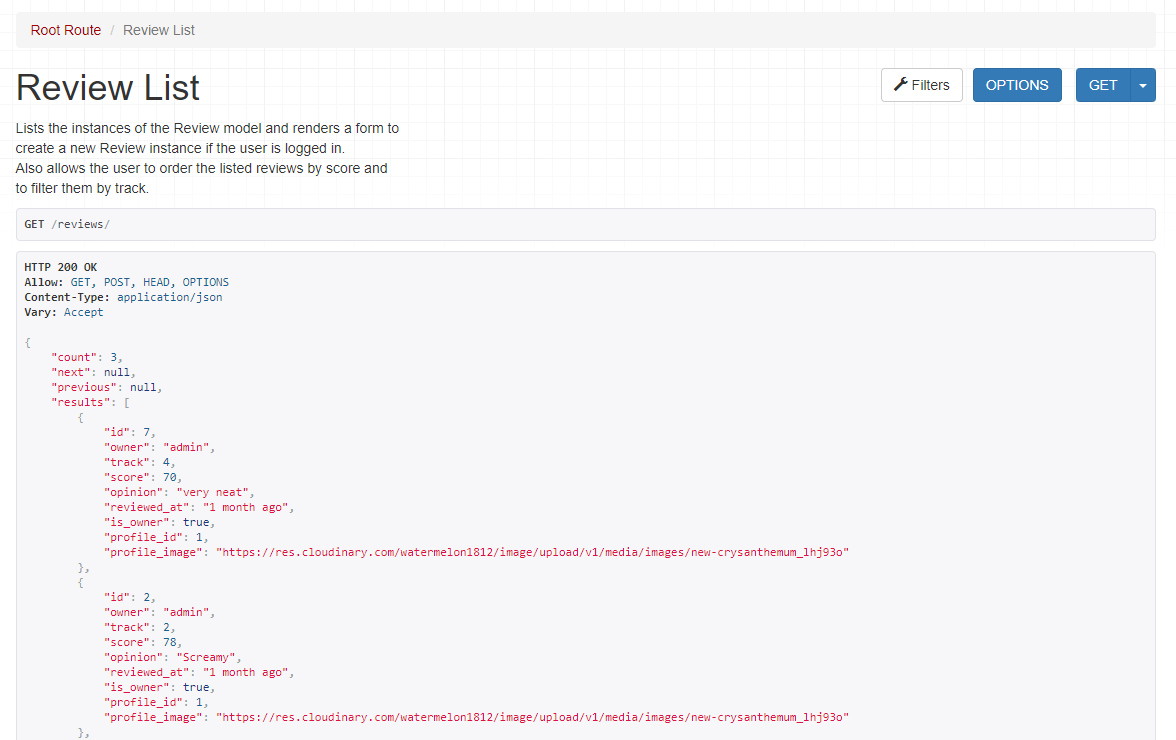 Root Route / Review List
Review List
Filters
OPTIONS
GET
Lists the instances of the Review model and renders a form to
create a new Review instance if the user is logged in.
Also allows the user to order the listed reviews by score and
to filter them by track.
GET /reviews/
HTTP 200 OK
Allow: GET, POST, HEAD, OPTIONS
Content-Type: application/json
Vary: Accept
{
    "count": 3,
    "next": null,
    "previous": null,
    "results": [
        {
            "id": 7,
            "owner": "admin",
            "track": 4,
            "score": 70,
            "opinion": "very neat",
            "reviewed_at": "1 month ago",
            "is_owner": true,
            "profile_id": 1,
            "profile_image": "https://res.cloudinary.com/watermelon1812/image/upload/v1/media/images/new-crysanthemum_lhj93o"
        },
        {
            "id": 2,
            "owner": "admin",
            "track": 2,
            "score": 78,
            "opinion": "Screamy",
            "reviewed_at": "1 month ago",
            "is_owner": true,
            "profile_id": 1,
            "profile_image": "https://res.cloudinary.com/watermelon1812/image/upload/v1/media/images/new-crysanthemum_lhj93o"
        },